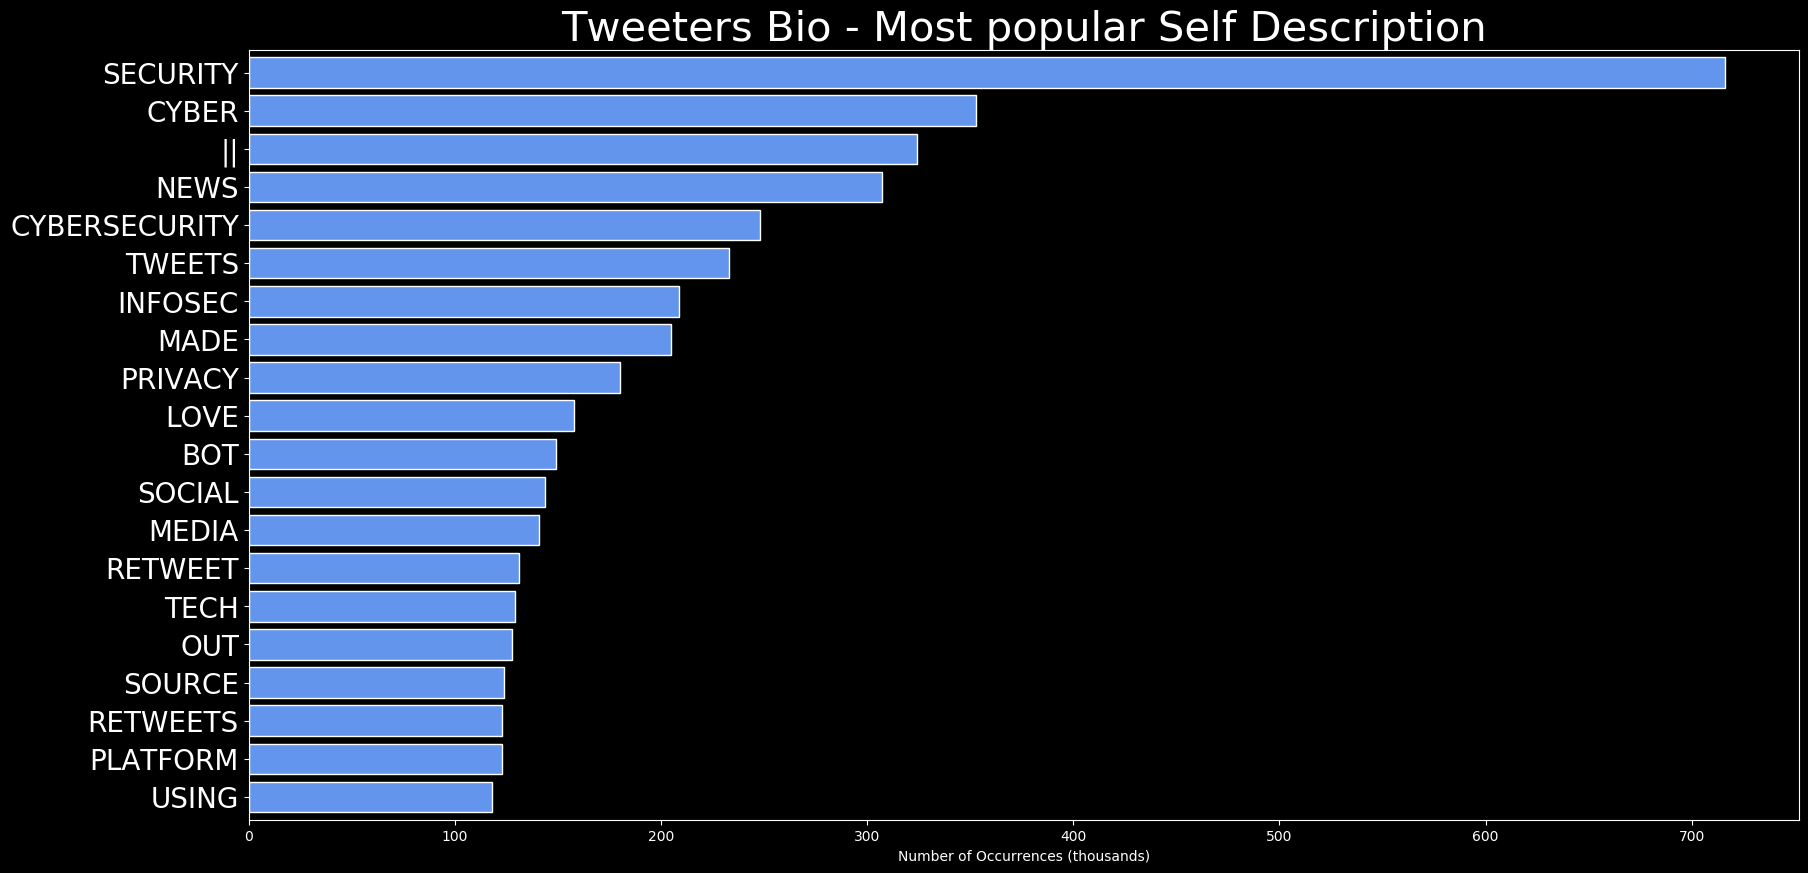 Tweeters Bio - Most popular Self Description
SECURITY
CYBER
||
NEWS
CYBERSECURITY
TWEETS
INFOSEC
MADE
PRIVACY
LOVE
BOT
SOCIAL
MEDIA
RETWEET
TECH
OUT
SOURCE
RETWEETS
PLATFORM
USING
0 100 200 300 400 500 600 700
Number of Occurrences (thousands)